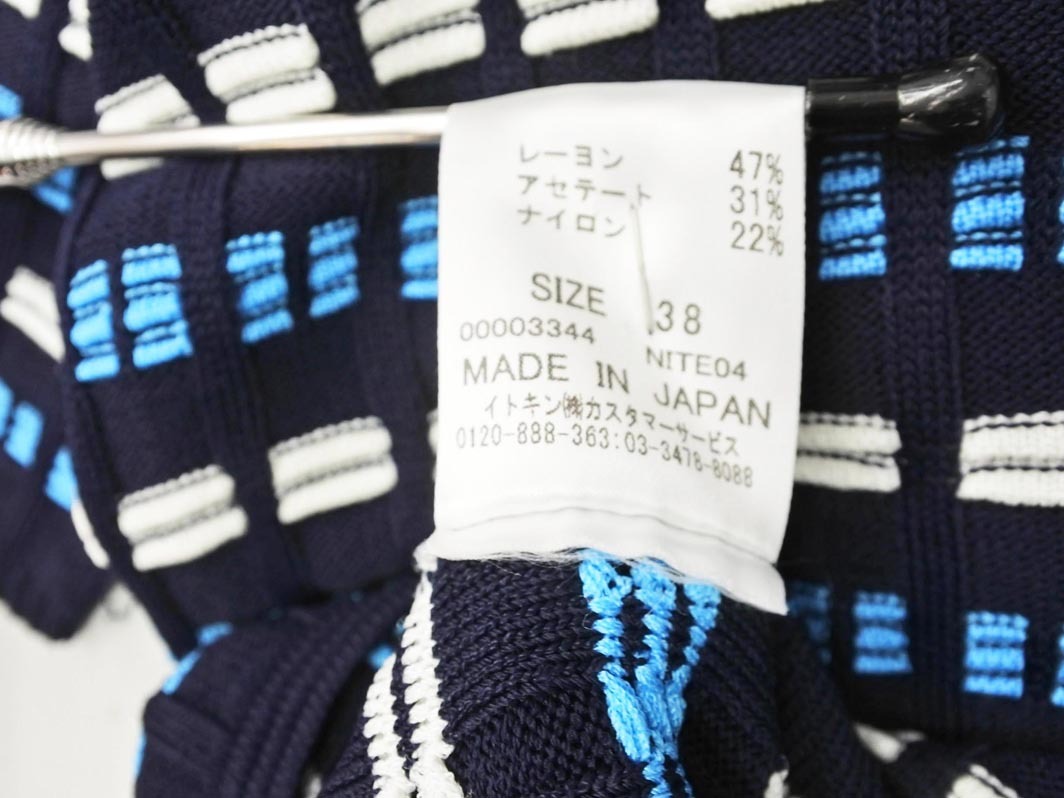 レーヨン 47%
アセテート 31%
ナイロン 22%
SIZE 38
00003344 NITE04
MADE IN JAPAN
イトキン㈱カスタマーサービス
0120-888-363:03-3478-8088